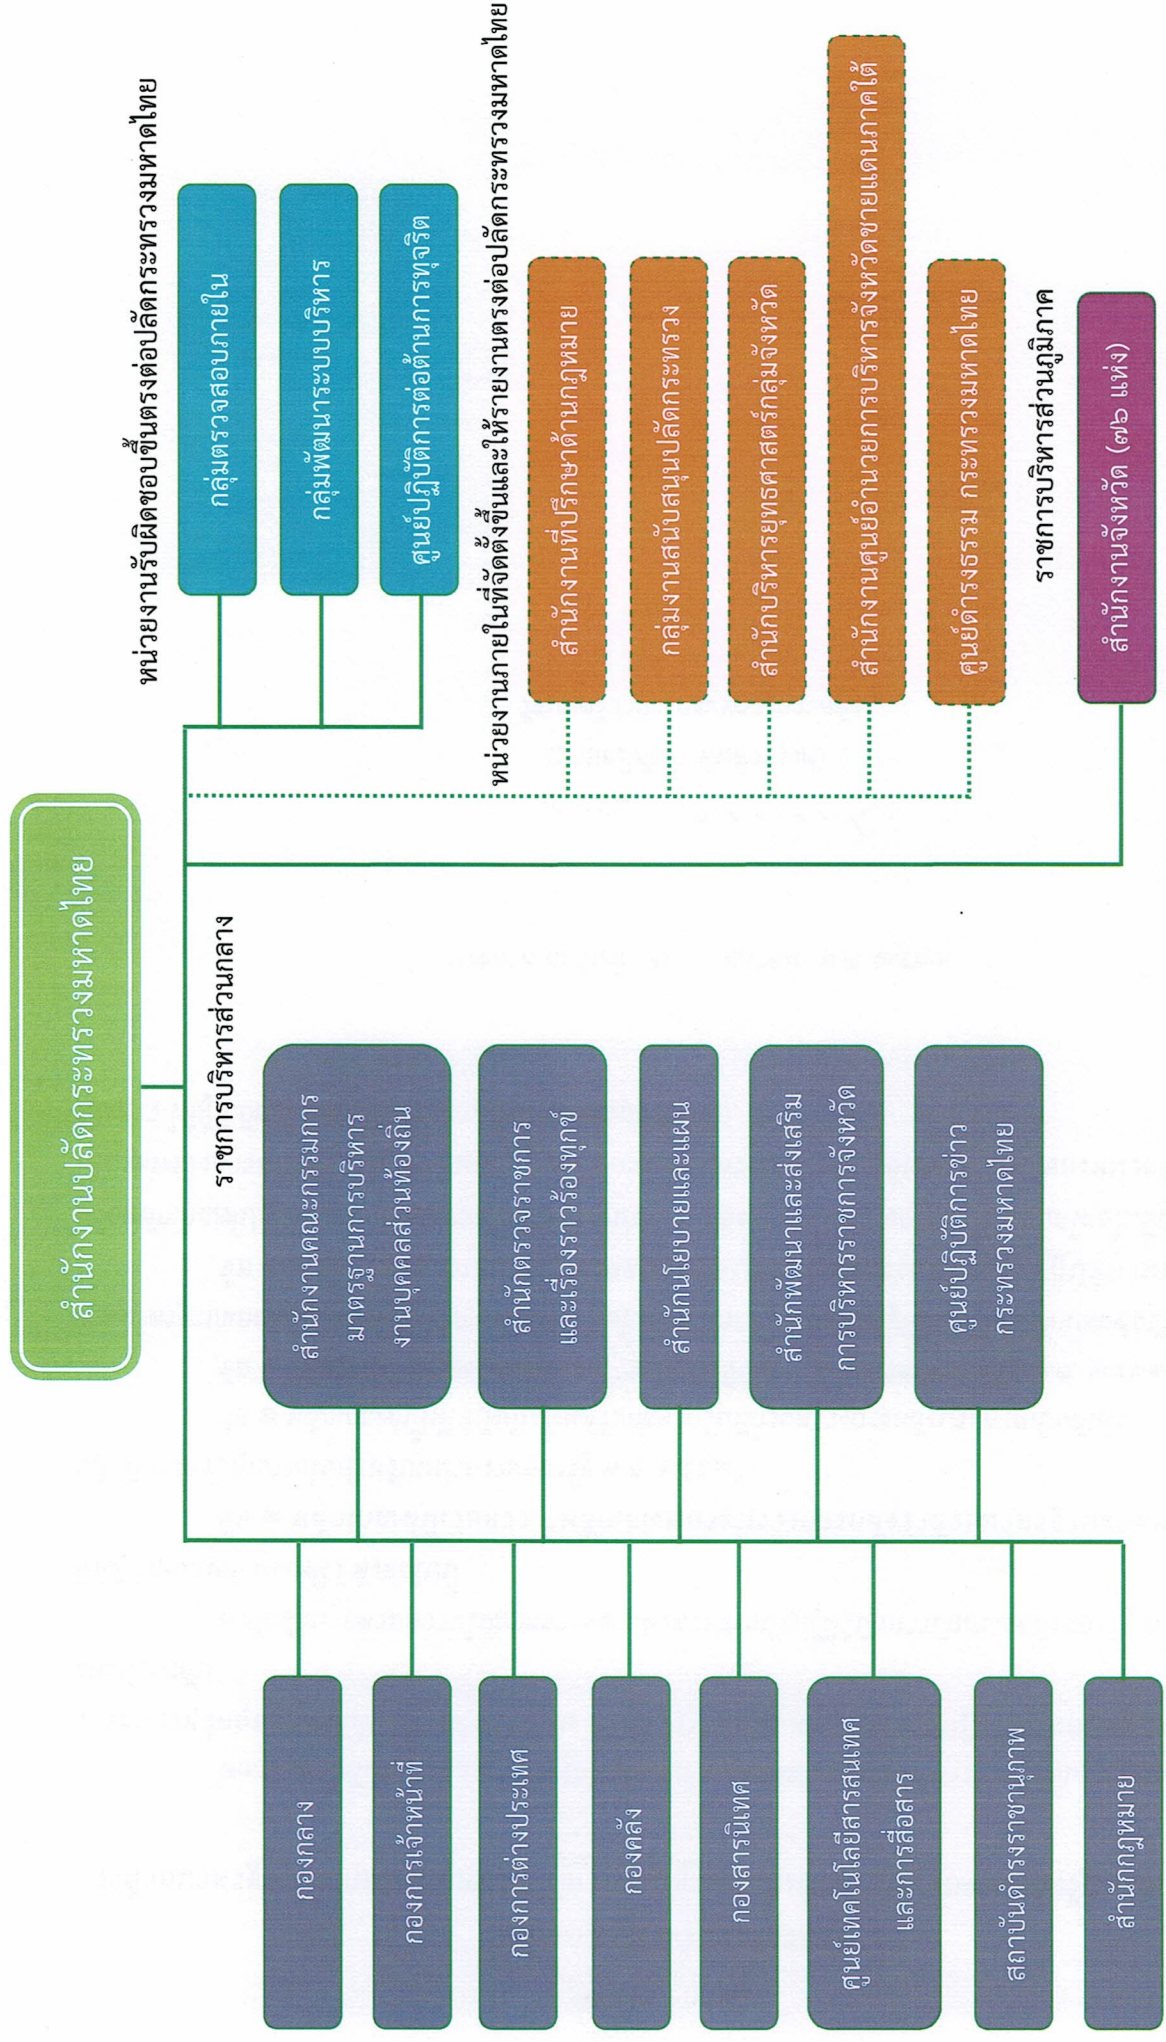 สำนักงานปลัดกระทรวงมหาดไทย
ราชการบริหารส่วนกลาง
กองกลาง
กองการเจ้าหน้าที่
กองการต่างประเทศ
กองคลัง
กองสารนิเทศ
ศูนย์เทคโนโลยีสารสนเทศ
และการสื่อสาร
สถาบันดำรงราชานุภาพ
สำนักกฎหมาย
สำนักงานคณะกรรมการ
มาตรฐานการบริหาร
งานบุคคลส่วนท้องถิ่น
สำนักตรวจราชการ
และเรื่องราวร้องทุกข์
สำนักนโยบายและแผน
สำนักพัฒนาและส่งเสริม
การบริหารราชการจังหวัด
ศูนย์ปฏิบัติการข่าว
กระทรวงมหาดไทย
หน่วยงานรับผิดชอบขึ้นตรงต่อปลัดกระทรวงมหาดไทย
กลุ่มตรวจสอบภายใน
กลุ่มพัฒนาระบบบริหาร
ศูนย์ปฏิบัติการต่อต้านการทุจริต
หน่วยงานภายในที่จัดตั้งขึ้นและให้รายงานตรงต่อปลัดกระทรวงมหาดไทย
สำนักงานที่ปรึกษาด้านกฎหมาย
กลุ่มงานสนับสนุนปลัดกระทรวง
สำนักบริหารยุทธศาสตร์กลุ่มจังหวัด
สำนักงานศูนย์อำนวยการบริหารจังหวัดชายแดนภาคใต้
ศูนย์ดำรงธรรม กระทรวงมหาดไทย
ราชการบริหารส่วนภูมิภาค
สำนักงานจังหวัด (๗๖ แห่ง)